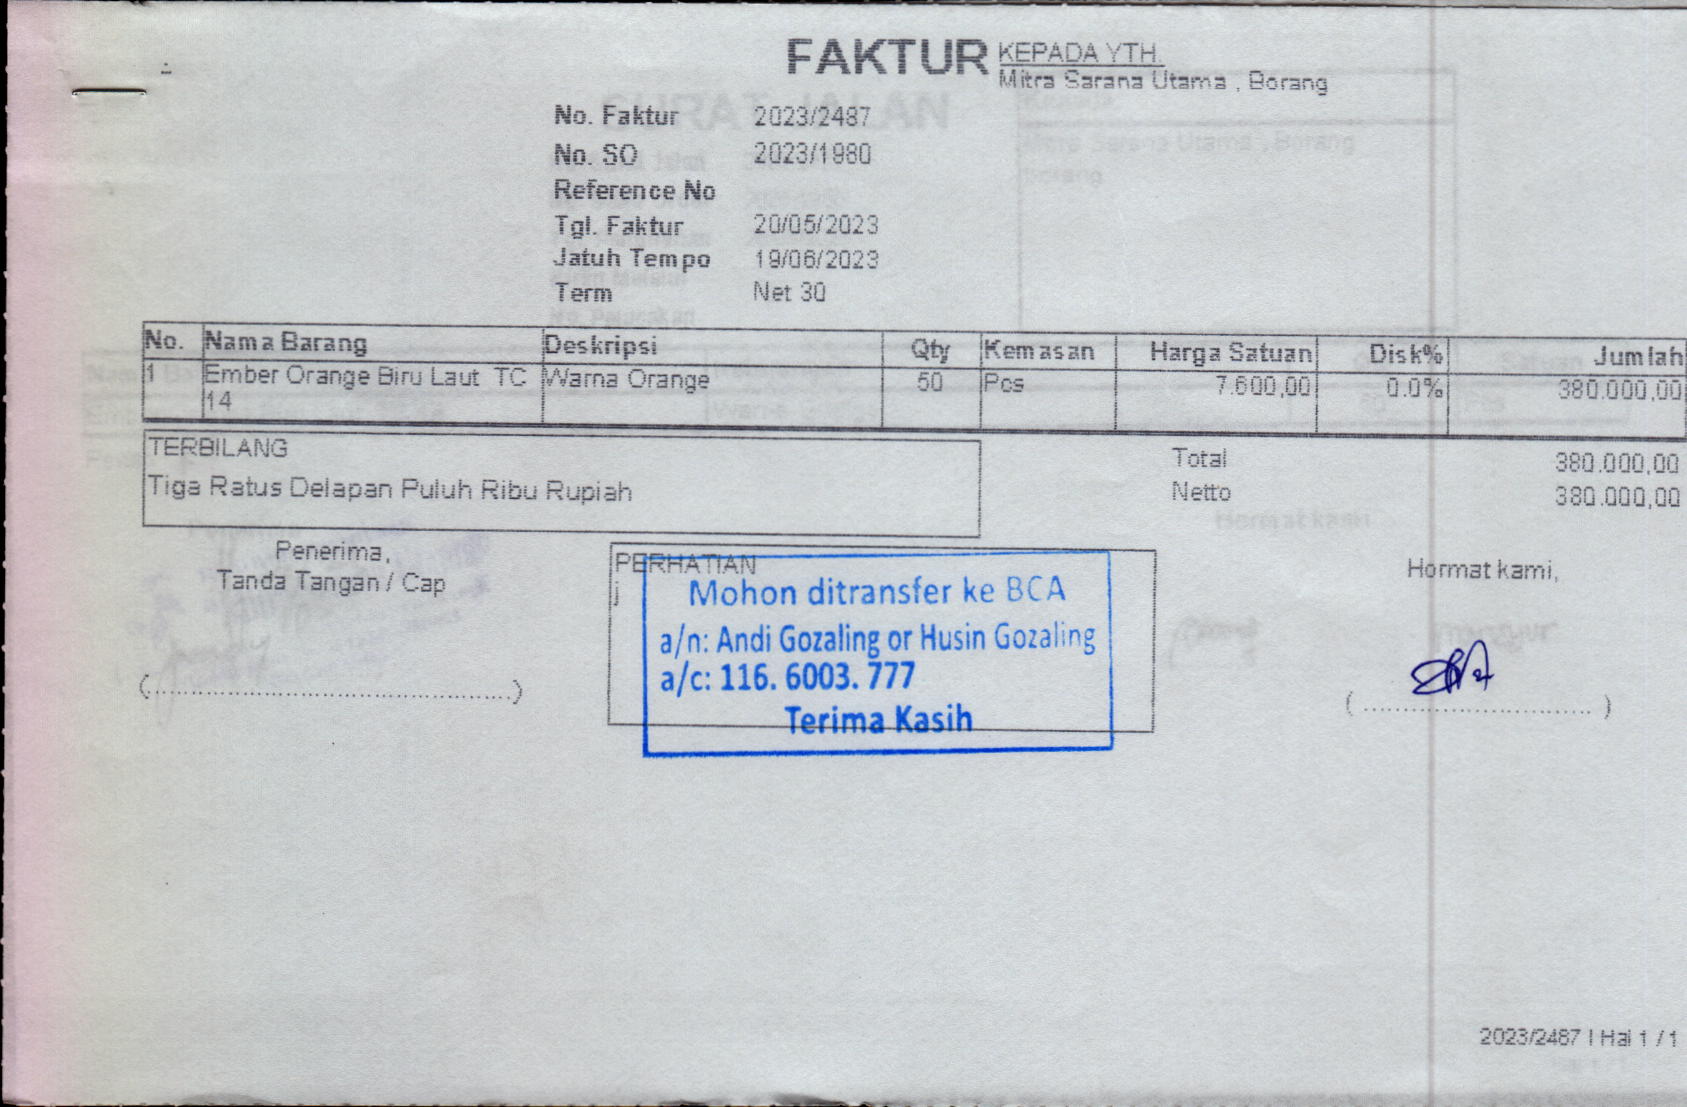 FAKTUR
KEPADA YTH.
Mitra Sarana Utama , Borang
No. Faktur 2023/2487
No. SO 2023/1980
Reference No
Tgl. Faktur 20/05/2023
Jatuh Tempo 19/06/2023
Term Net 30
No. Nama Barang Deskripsi Qty Kemasan Harga Satuan Disk% Jumlah
1 Ember Orange Biru Laut TC Warna Orange 50 Pcs 7.600,00 0.0% 380.000,00
14
TERBILANG
Tiga Ratus Delapan Puluh Ribu Rupiah
Total 380.000,00
Netto 380.000,00
Penerima,
Tanda Tangan / Cap
PERHATIAN
j
Mohon ditransfer ke BCA
a/n: Andi Gozaling or Husin Gozaling
a/c: 116. 6003. 777
Terima Kasih
Hormat kami,
2023/2487 | Hal 1 / 1